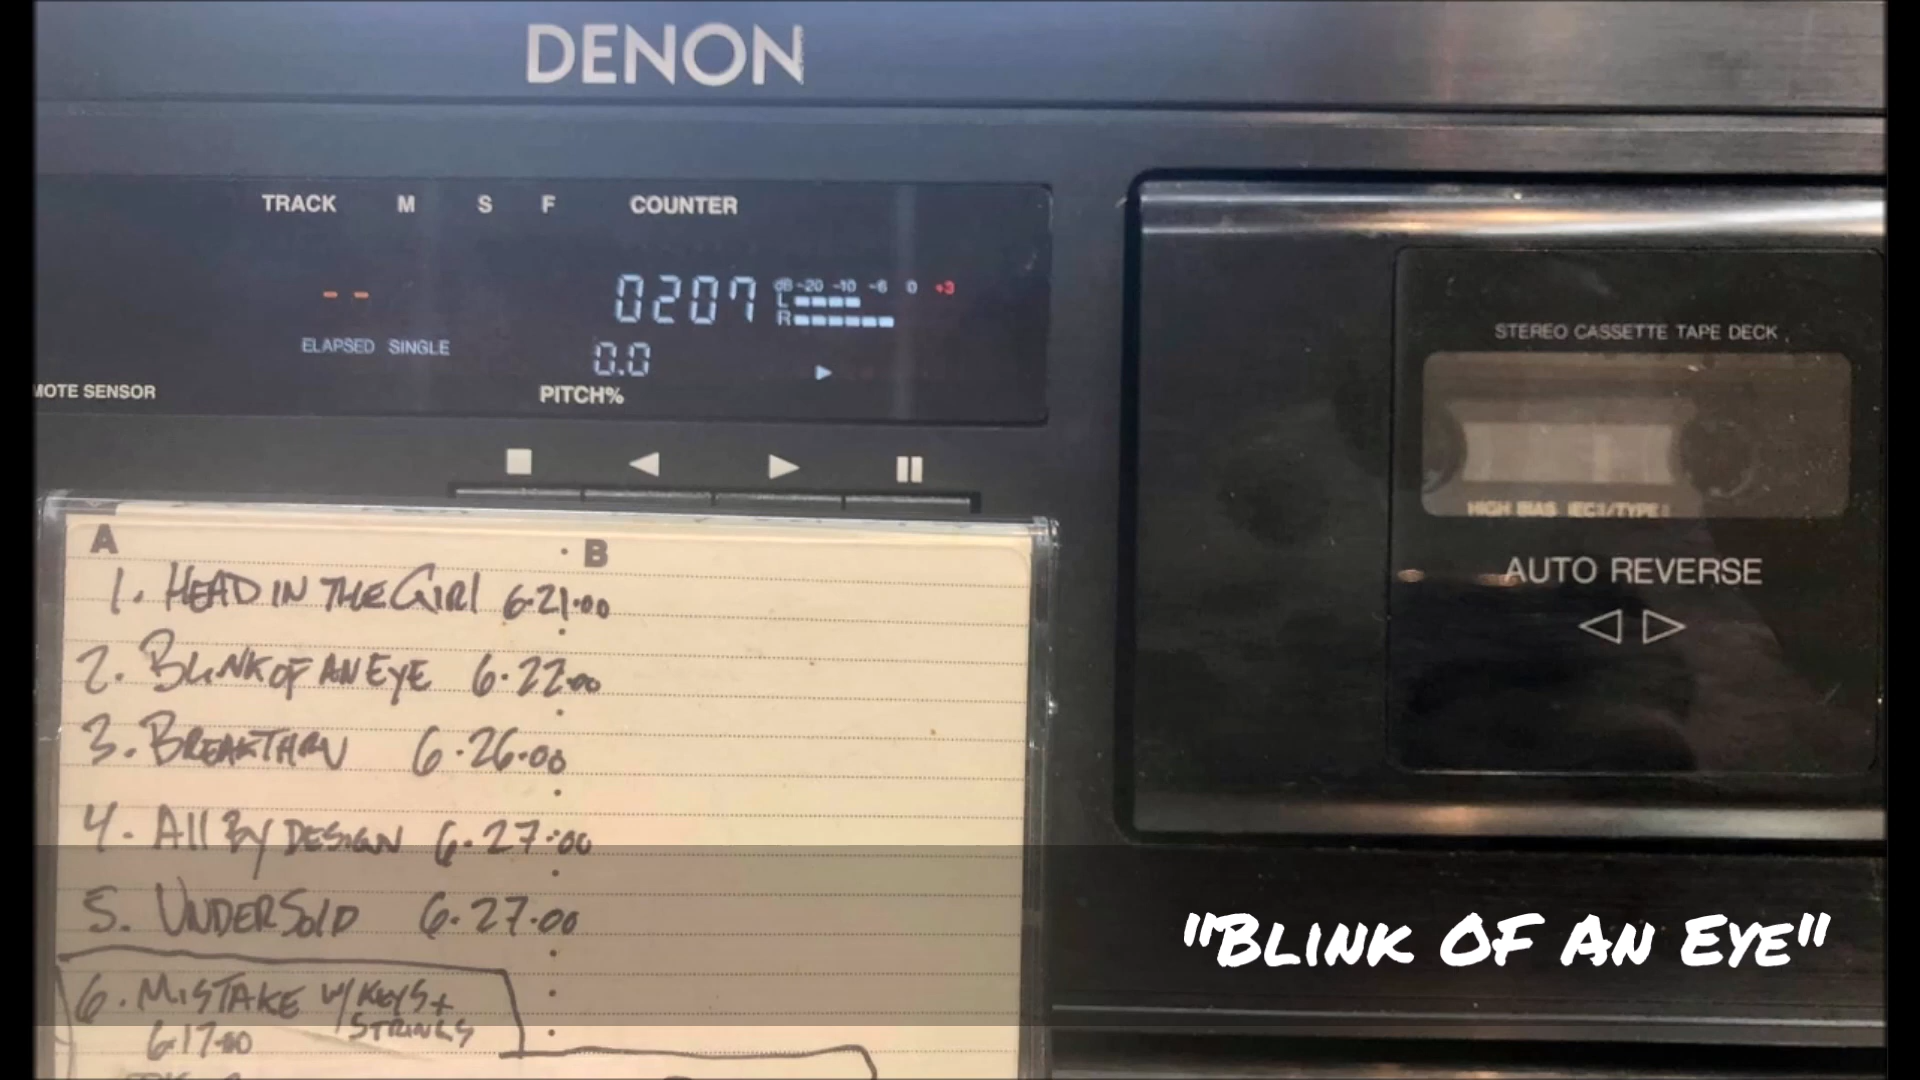 DENON
TRACK M S F COUNTER
-- 0207 dB -20 -10 -6 0 +3
L
R
ELAPSED SINGLE 0.0
MOTE SENSOR PITCH%
STEREO CASSETTE TAPE DECK
HIGH BIAS IECII/TYPE II
AUTO REVERSE
A B
1. HEAD IN THE GIRL 6·21·00
2. BLINK OF AN EYE 6·22·00
3. BREAKTHRU 6·26·00
4. All By DESIGN 6·27·00
5. UNDERSOLD 6·27·00
6. MISTAKE W/ KEYS +
STRINGS
6·17·00
"BLINK OF AN EYE"